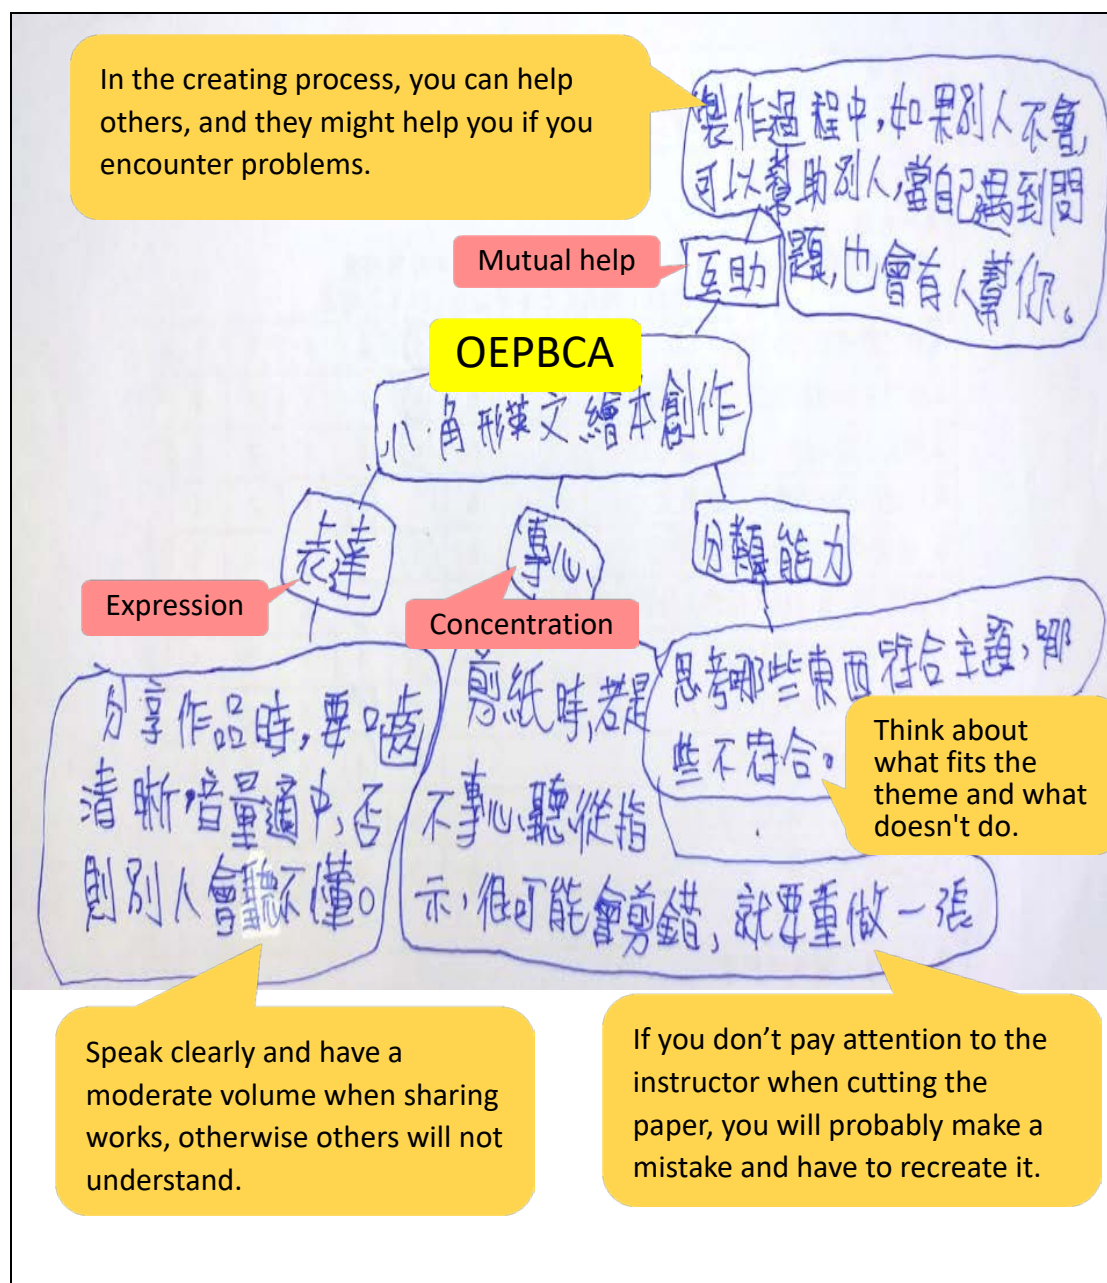 In the creating process, you can help
others, and they might help you if you
encounter problems.
製作過程中,如果別人不會,
可以幫助別人,當自己遇到問
題,也會有人幫你。
Mutual help
互助
OEPBCA
八角形英文繪本創作
表達
專心
分類能力
Expression
Concentration
分享作品時,要口齒
清晰,音量適中,否
則別人會聽不懂。
剪紙時,若是
不專心聽從指
示,很可能會剪錯,就要重做一張
思考哪些東西符合主題,哪
些不符合。
Think about
what fits the
theme and what
doesn't do.
Speak clearly and have a
moderate volume when sharing
works, otherwise others will not
understand.
If you don’t pay attention to the
instructor when cutting the
paper, you will probably make a
mistake and have to recreate it.